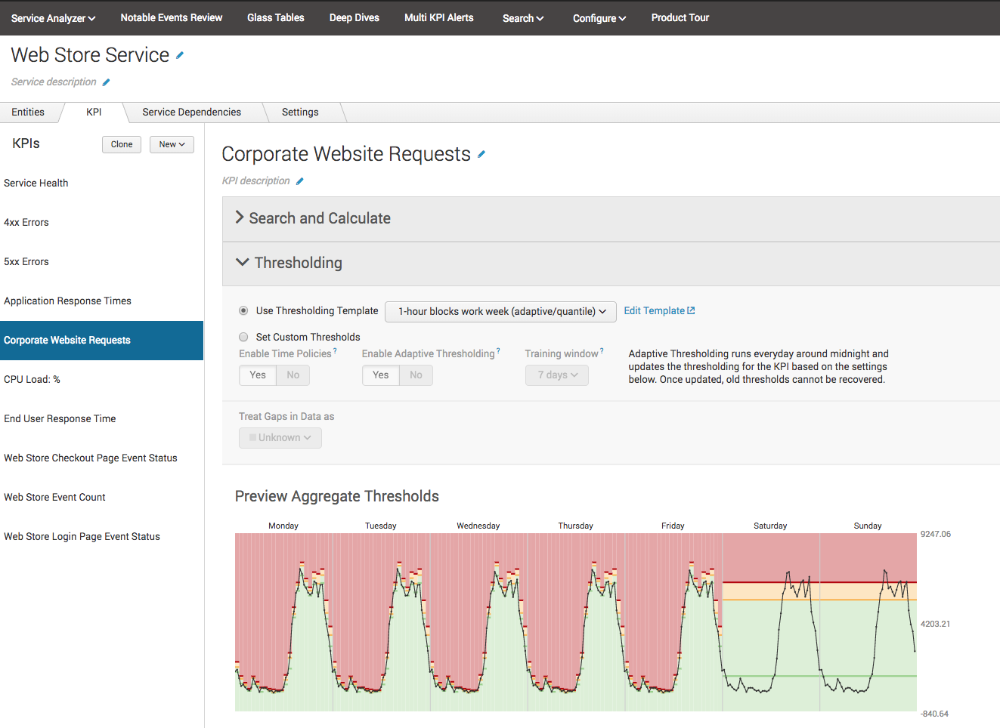 Service Analyzer Notable Events Review Glass Tables Deep Dives Multi KPI Alerts Search Configure Product Tour
Web Store Service
Service description
Entities KPI Service Dependencies Settings
KPIs Clone New
Service Health
4xx Errors
5xx Errors
Application Response Times
Corporate Website Requests
CPU Load: %
End User Response Time
Web Store Checkout Page Event Status
Web Store Event Count
Web Store Login Page Event Status
Corporate Website Requests
KPI description
Search and Calculate
Thresholding
Use Thresholding Template 1-hour blocks work week (adaptive/quantile) Edit Template
Set Custom Thresholds
Enable Time Policies ? Enable Adaptive Thresholding ? Training window ?
Yes No Yes No 7 days
Adaptive Thresholding runs everyday around midnight and
updates the thresholding for the KPI based on the settings
below. Once updated, old thresholds cannot be recovered.
Treat Gaps in Data as
Unknown
Preview Aggregate Thresholds
Monday Tuesday Wednesday Thursday Friday Saturday Sunday
9247.06
4203.21
-840.64